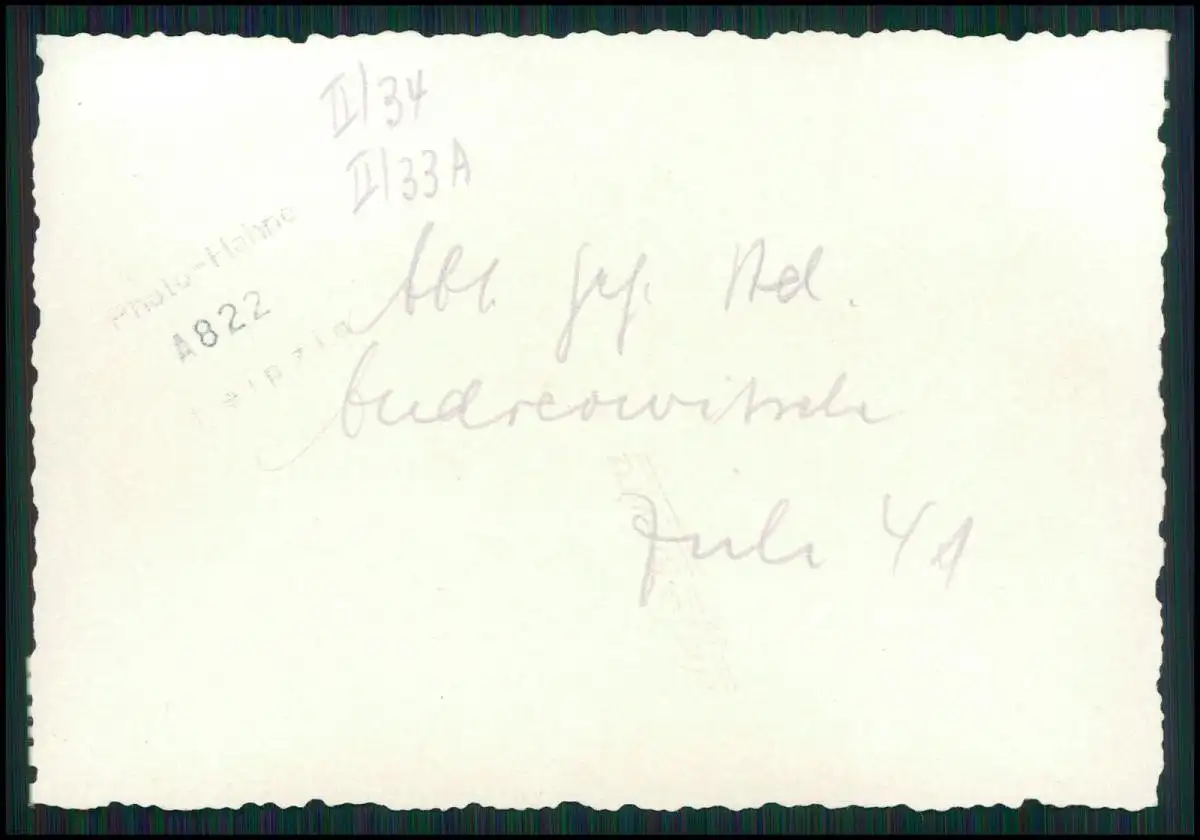 II/34
II/33A
Photo-Hahne
A822
Leipzig
Abt. Gef. Std.
Andreowitsch
Juli 41